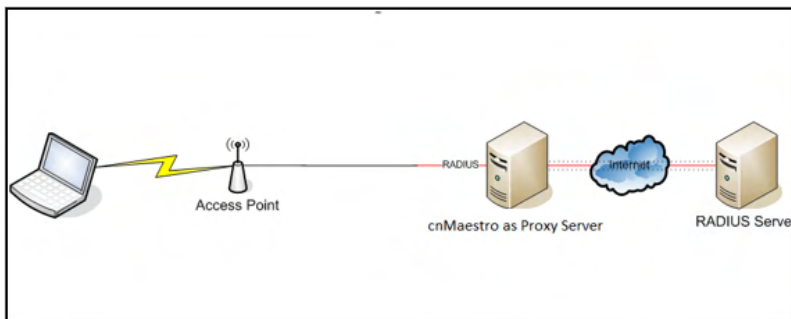 Access Point
RADIUS
cnMaestro as Proxy Server
Internet
RADIUS Serve